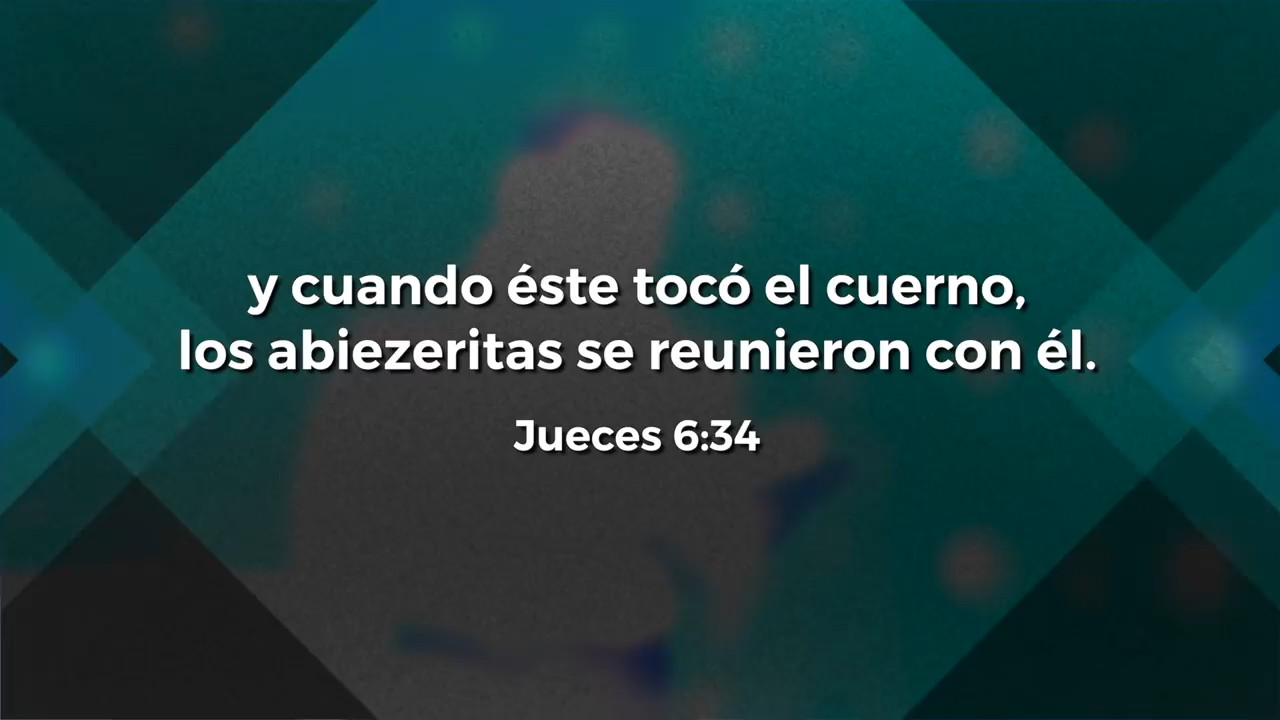 y cuando éste tocó el cuerno,
los abiezeritas se reunieron con él.
Jueces 6:34